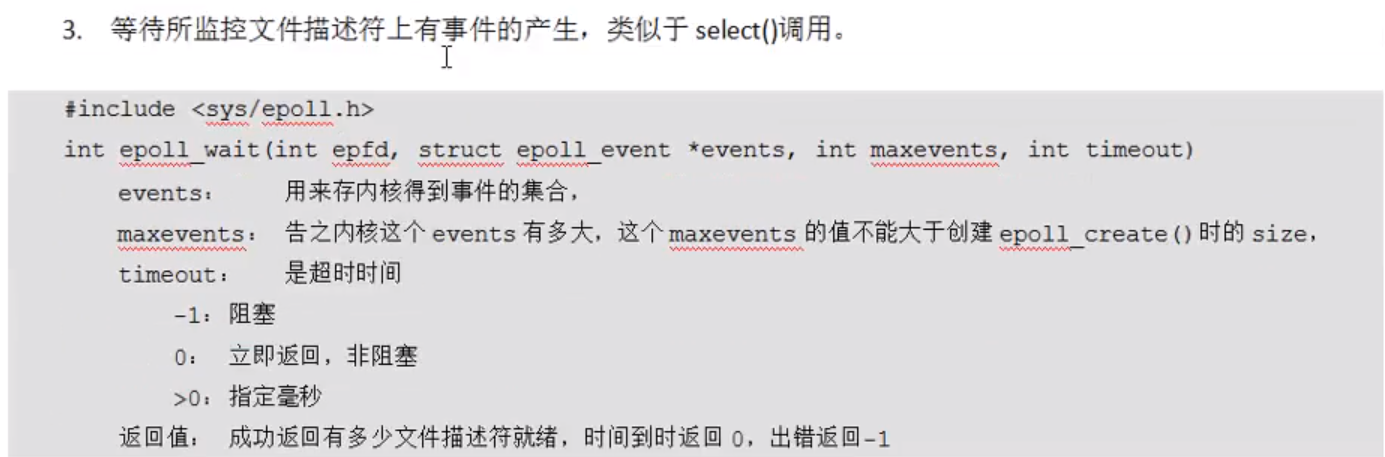 3. 等待所监控文件描述符上有事件的产生，类似于 select()调用。
#include <sys/epoll.h>
int epoll_wait(int epfd, struct epoll_event *events, int maxevents, int timeout)
events： 用来存内核得到事件的集合，
maxevents： 告之内核这个 events 有多大，这个 maxevents 的值不能大于创建 epoll_create()时的 size，
timeout： 是超时时间
-1： 阻塞
0： 立即返回，非阻塞
>0： 指定毫秒
返回值： 成功返回有多少文件描述符就绪，时间到时返回 0，出错返回-1